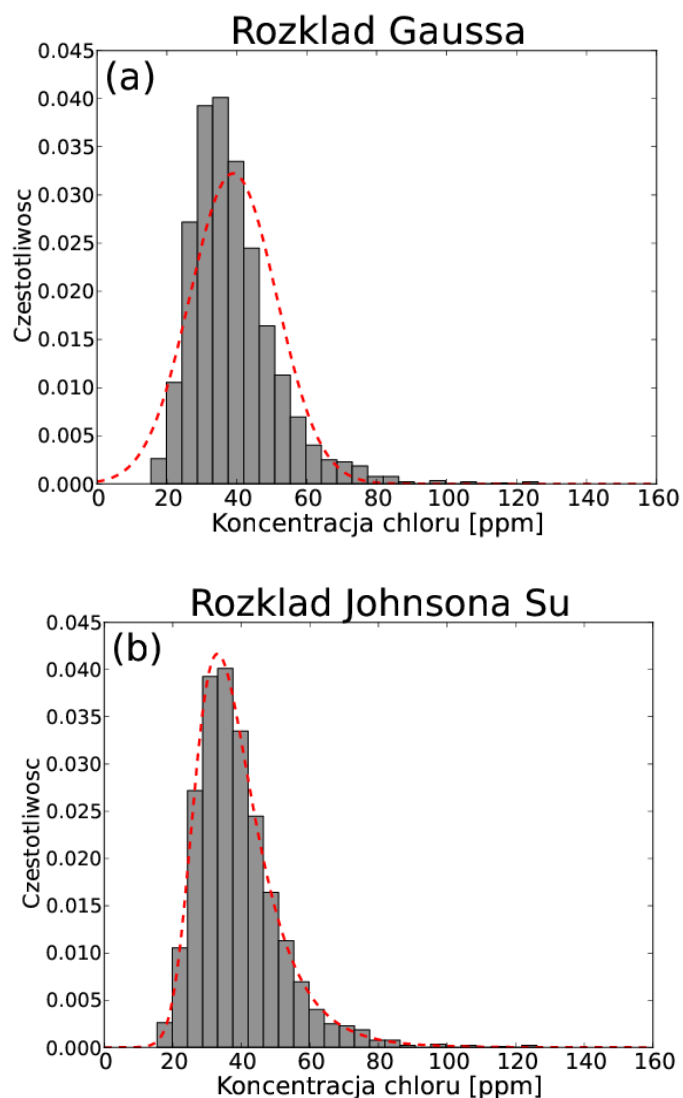 Rozklad Gaussa
(a)
0.045
0.040
0.035
0.030
0.025
0.020
0.015
0.010
0.005
0.000
Czestotliwosc
0 20 40 60 80 100 120 140 160
Koncentracja chloru [ppm]
Rozklad Johnsona Su
(b)
0.045
0.040
0.035
0.030
0.025
0.020
0.015
0.010
0.005
0.000
Czestotliwosc
0 20 40 60 80 100 120 140 160
Koncentracja chloru [ppm]